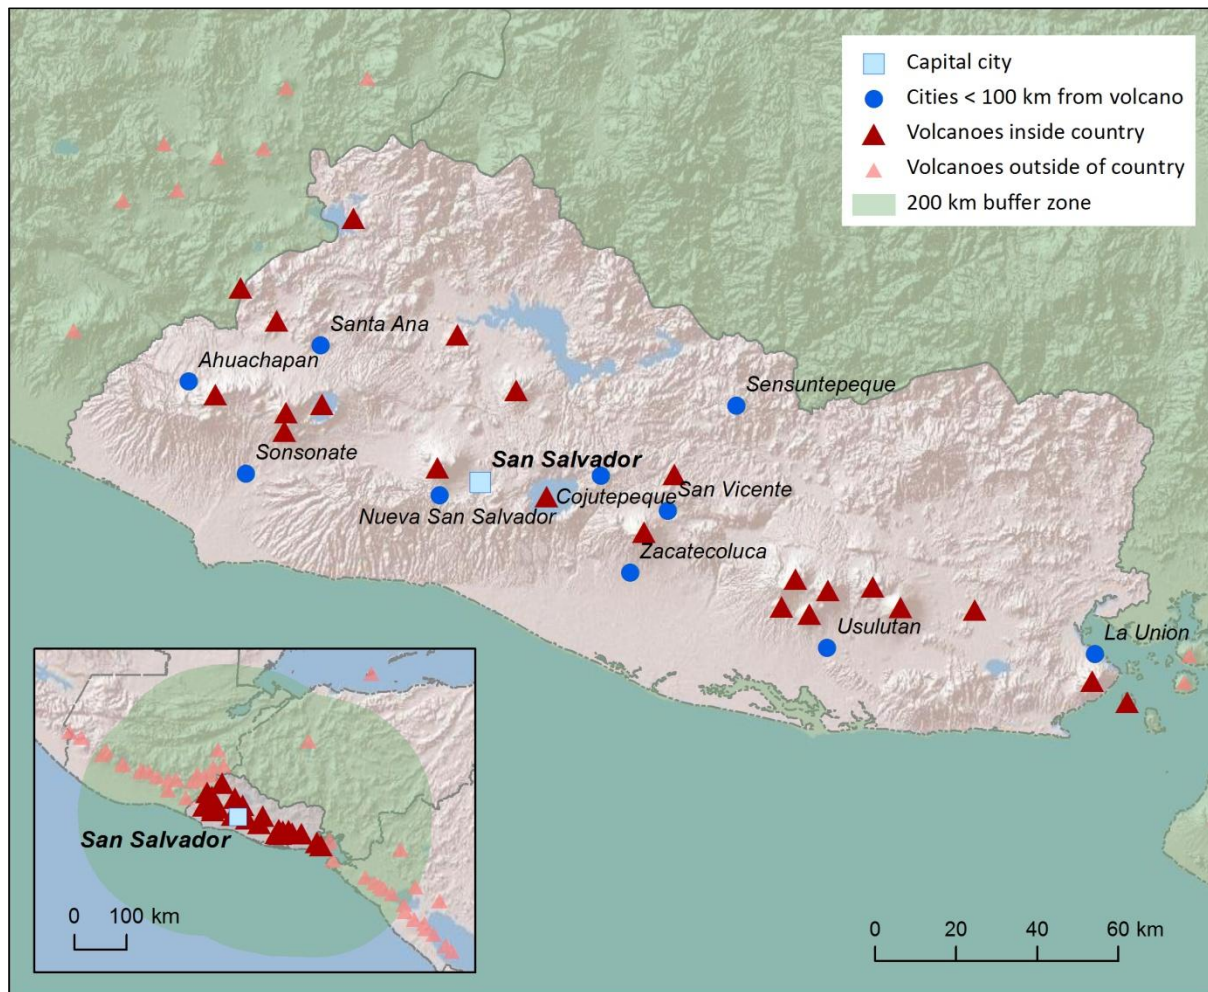 Capital city
Cities < 100 km from volcano
Volcanoes inside country
Volcanoes outside of country
200 km buffer zone
Santa Ana
Ahuachapan
Sensuntepeque
Sonsonate
San Salvador
Cojutepeque
San Vicente
Nueva San Salvador
Zacatecoluca
Usulutan
La Union
San Salvador
0 100 km
0 20 40 60 km